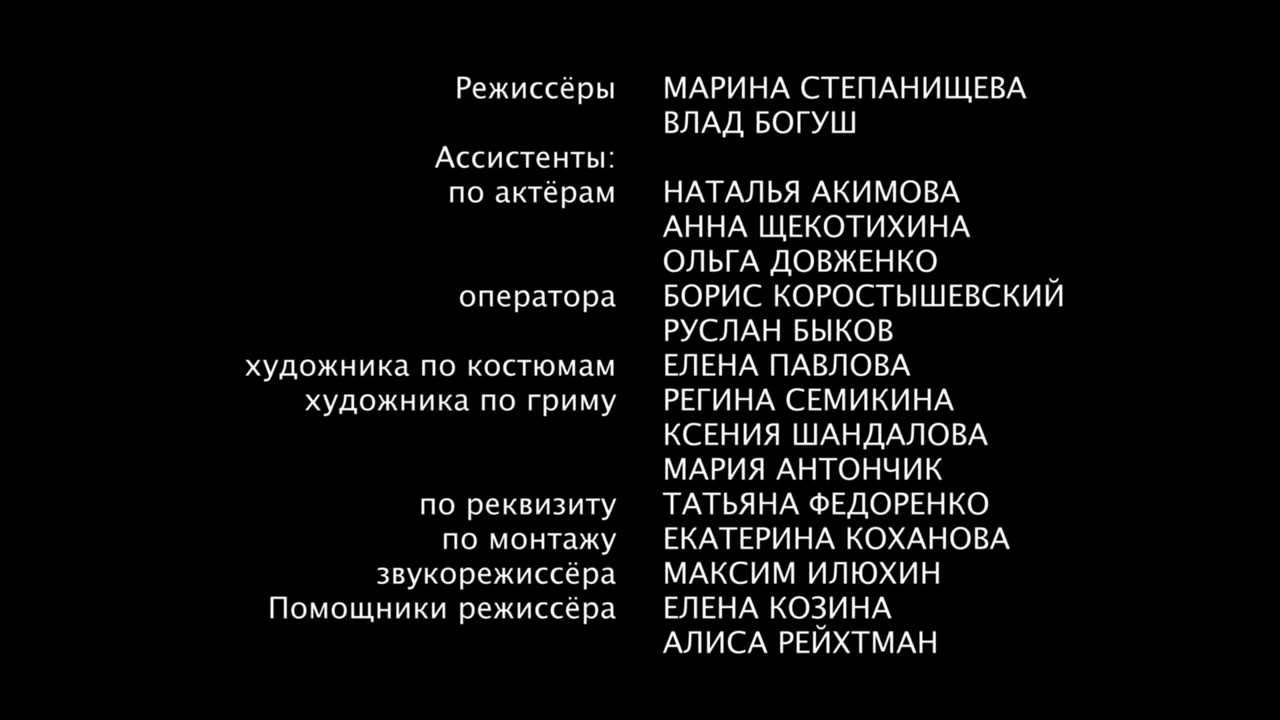 Режиссёры МАРИНА СТЕПАНИЩЕВА
ВЛАД БОГУШ
Ассистенты:
по актёрам НАТАЛЬЯ АКИМОВА
АННА ЩЕКОТИХИНА
ОЛЬГА ДОВЖЕНКО
оператора БОРИС КОРОСТЫШЕВСКИЙ
РУСЛАН БЫКОВ
художника по костюмам ЕЛЕНА ПАВЛОВА
художника по гриму РЕГИНА СЕМИКИНА
КСЕНИЯ ШАНДАЛОВА
МАРИЯ АНТОНЧИК
по реквизиту ТАТЬЯНА ФЕДОРЕНКО
по монтажу ЕКАТЕРИНА КОХАНОВА
звукорежиссёра МАКСИМ ИЛЮХИН
Помощники режиссёра ЕЛЕНА КОЗИНА
АЛИСА РЕЙХТМАН